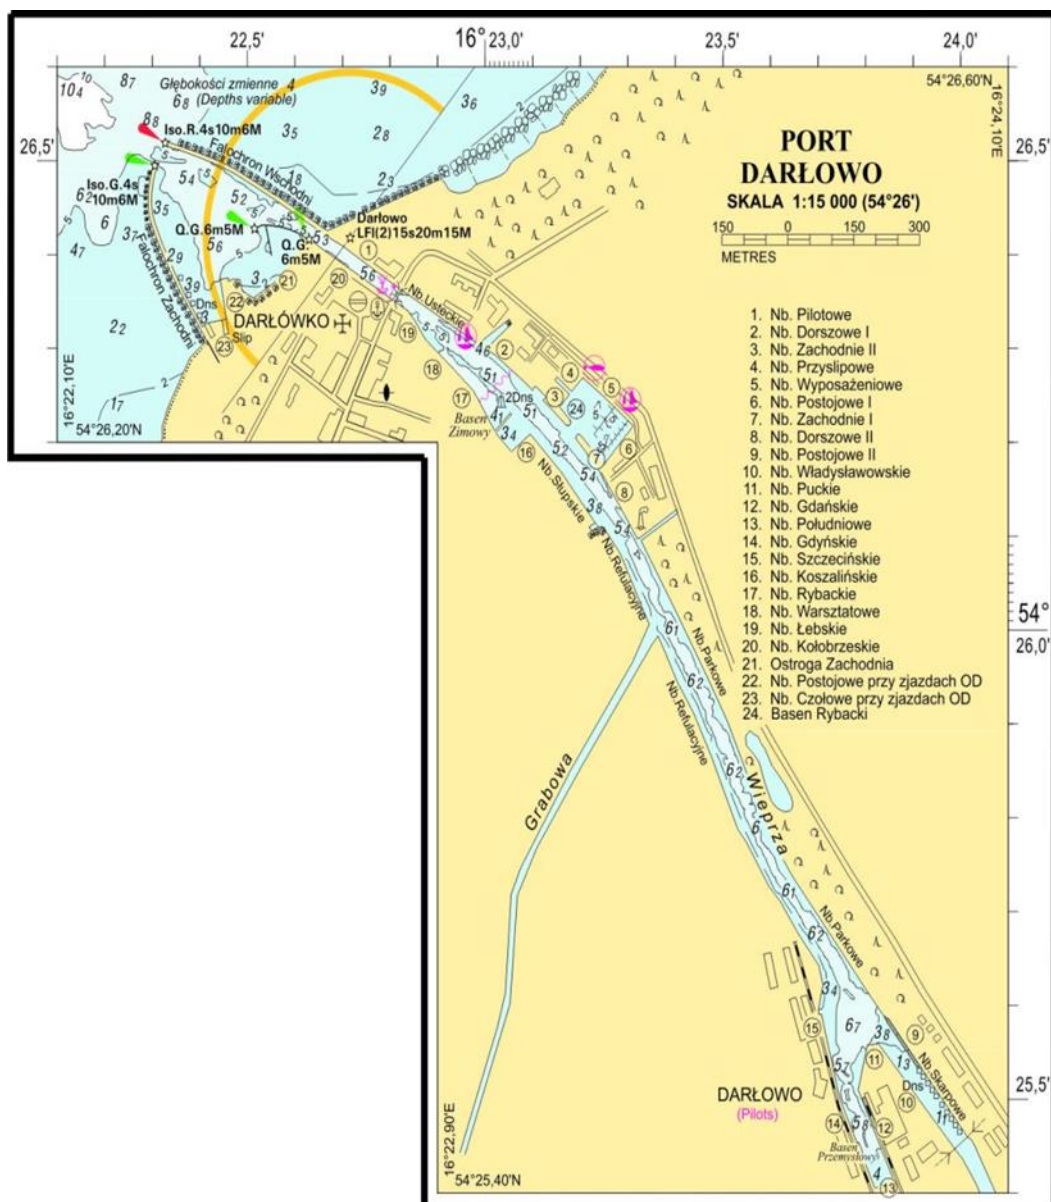 22,5'
16° 23,0'
23,5'
24,0'
54°26,60'N
16°24,10'E
Głębokości zmienne
(Depths variable)
Iso.R.4s10m6M
26,5'
26,5'
Falochron Wschodni
Iso.G.4s
10m6M
Q.G.6m5M
Q.G.
6m5M
Darłowo
LFl(2)15s20m15M
Falochron Zachodni
Dns
Slip
DARŁÓWKO
Nb. Usteckie
16°22,10'E
54°26,20'N
Basen
Zimowy
2Dns
Nb. Słupskie
Nb.Refulacyjne
Nb.Parkowe
Nb.Refulacyjne
Grabowa
Wieprza
Nb.Parkowe
Nb.Skarpowe
Dns
DARŁOWO
(Pilots)
Basen
Przemysłowy
16°22,90'E
54°25,40'N
54°
26,0'
25,5'
PORT
DARŁOWO
SKALA 1:15 000 (54°26')
150 0 150 300
METRES
1. Nb. Pilotowe
2. Nb. Dorszowe I
3. Nb. Zachodnie II
4. Nb. Przyslipowe
5. Nb. Wyposażeniowe
6. Nb. Postojowe I
7. Nb. Zachodnie I
8. Nb. Dorszowe II
9. Nb. Postojowe II
10. Nb. Władysławowskie
11. Nb. Puckie
12. Nb. Gdańskie
13. Nb. Południowe
14. Nb. Gdyńskie
15. Nb. Szczecińskie
16. Nb. Koszalińskie
17. Nb. Rybackie
18. Nb. Warsztatowe
19. Nb. Łebskie
20. Nb. Kołobrzeskie
21. Ostroga Zachodnia
22. Nb. Postojowe przy zjazdach OD
23. Nb. Czołowe przy zjazdach OD
24. Basen Rybacki